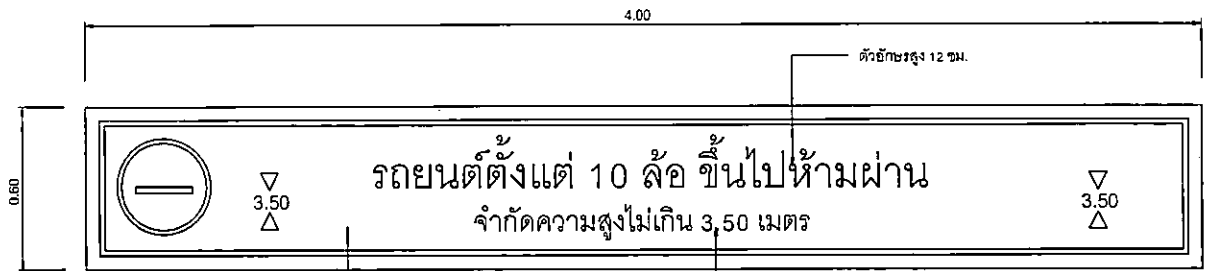 4.00
ตัวอักษรสูง 12 ซม.
0.60
รถยนต์ตั้งแต่ 10 ล้อ ขึ้นไปห้ามผ่าน
3.50
3.50
จำกัดความสูงไม่เกิน 3.50 เมตร